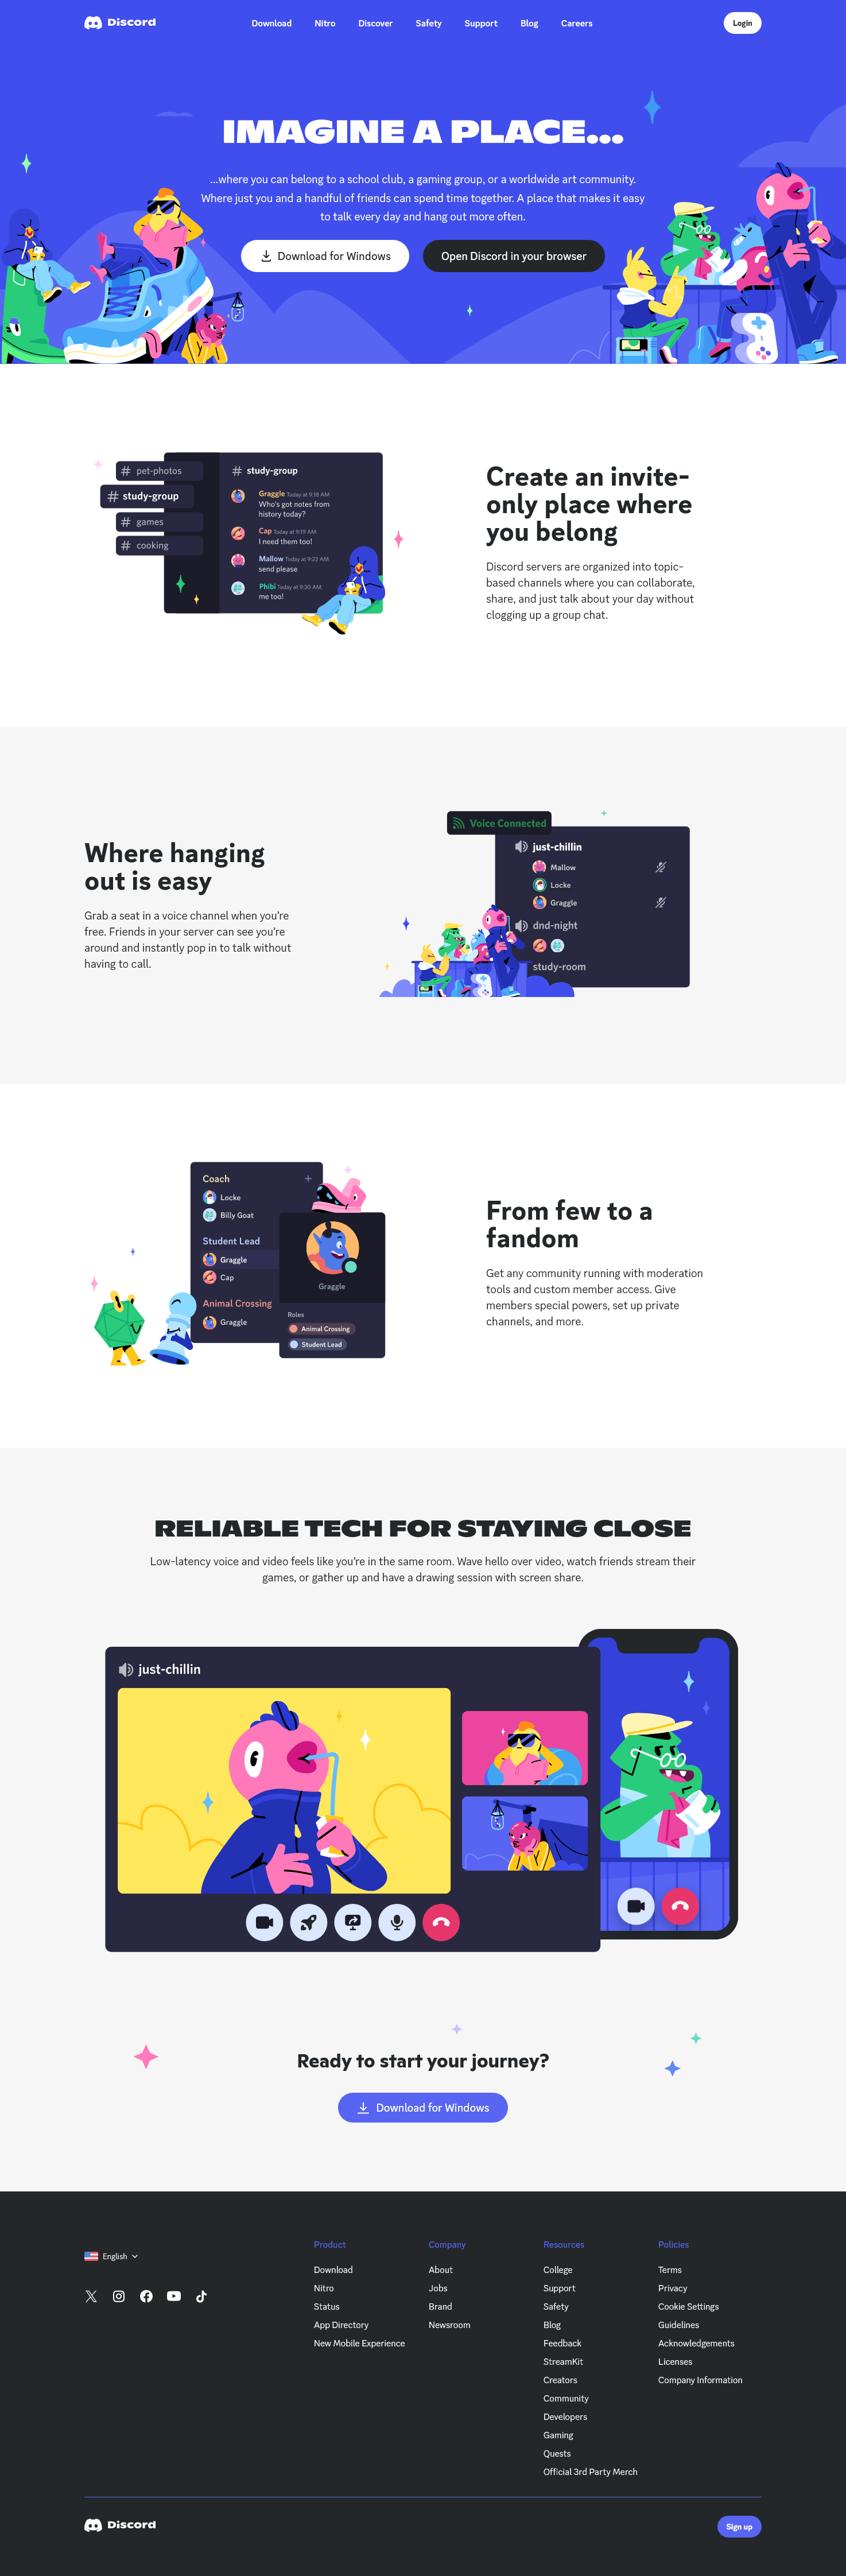 Discord
Download Nitro Discover Safety Support Blog Careers
Login
IMAGINE A PLACE...
...where you can belong to a school club, a gaming group, or a worldwide art community.
Where just you and a handful of friends can spend time together. A place that makes it easy
to talk every day and hang out more often.
Download for Windows
Open Discord in your browser
# pet-photos
# study-group
# games
# cooking
# study-group
Graggle Today at 9:18 AM
Who's got notes from
history today?
Cap Today at 9:19 AM
I need them too!
Mallow Today at 9:22 AM
send please
Phibi Today at 9:30 AM
me too!
Create an invite-
only place where
you belong
Discord servers are organized into topic-
based channels where you can collaborate,
share, and just talk about your day without
clogging up a group chat.
Where hanging
out is easy
Grab a seat in a voice channel when you're
free. Friends in your server can see you're
around and instantly pop in to talk without
having to call.
Voice Connected
just-chillin
Mallow
Locke
Graggle
dnd-night
study-room
Coach +
Locke
Billy Goat
Student Lead
Graggle
Cap
Animal Crossing
Graggle
Graggle
Roles
Animal Crossing
Student Lead
From few to a
fandom
Get any community running with moderation
tools and custom member access. Give
members special powers, set up private
channels, and more.
RELIABLE TECH FOR STAYING CLOSE
Low-latency voice and video feels like you're in the same room. Wave hello over video, watch friends stream their
games, or gather up and have a drawing session with screen share.
just-chillin
Ready to start your journey?
Download for Windows
English
Product
Download
Nitro
Status
App Directory
New Mobile Experience
Company
About
Jobs
Brand
Newsroom
Resources
College
Support
Safety
Blog
Feedback
StreamKit
Creators
Community
Developers
Gaming
Quests
Official 3rd Party Merch
Policies
Terms
Privacy
Cookie Settings
Guidelines
Acknowledgements
Licenses
Company Information
Discord
Sign up